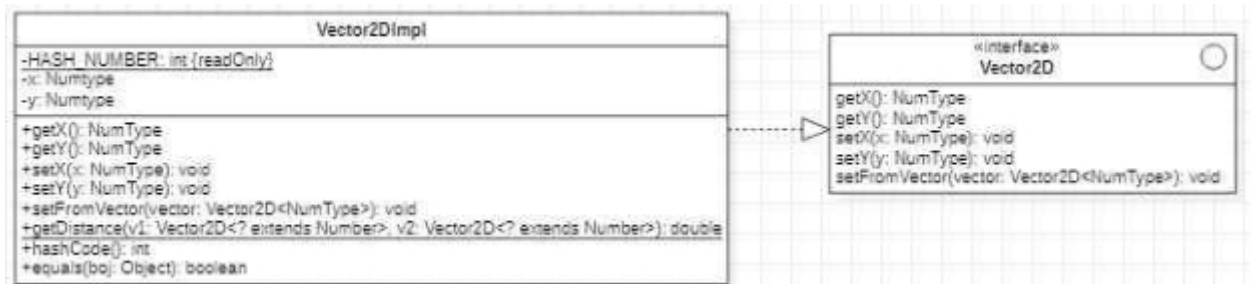 Vector2DImpl
-HASH_NUMBER: int {readOnly}
-x: Numtype
-y: Numtype
+getX(): NumType
+getY(): NumType
+setX(x: NumType): void
+setY(y: NumType): void
+setFromVector(vector: Vector2D<NumType>): void
+getDistance(v1: Vector2D<? extends Number>, v2: Vector2D<? extends Number>): double
+hashCode(): int
+equals(boj: Object): boolean
«interface»
Vector2D
getX(): NumType
getY(): NumType
setX(x: NumType): void
setY(y: NumType): void
setFromVector(vector: Vector2D<NumType>): void